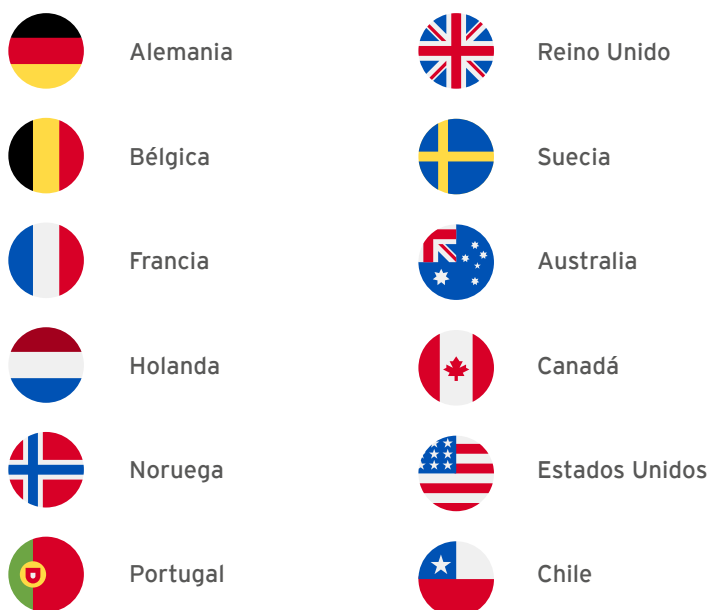 Alemania
Bélgica
Francia
Holanda
Noruega
Portugal
Reino Unido
Suecia
Australia
Canadá
Estados Unidos
Chile